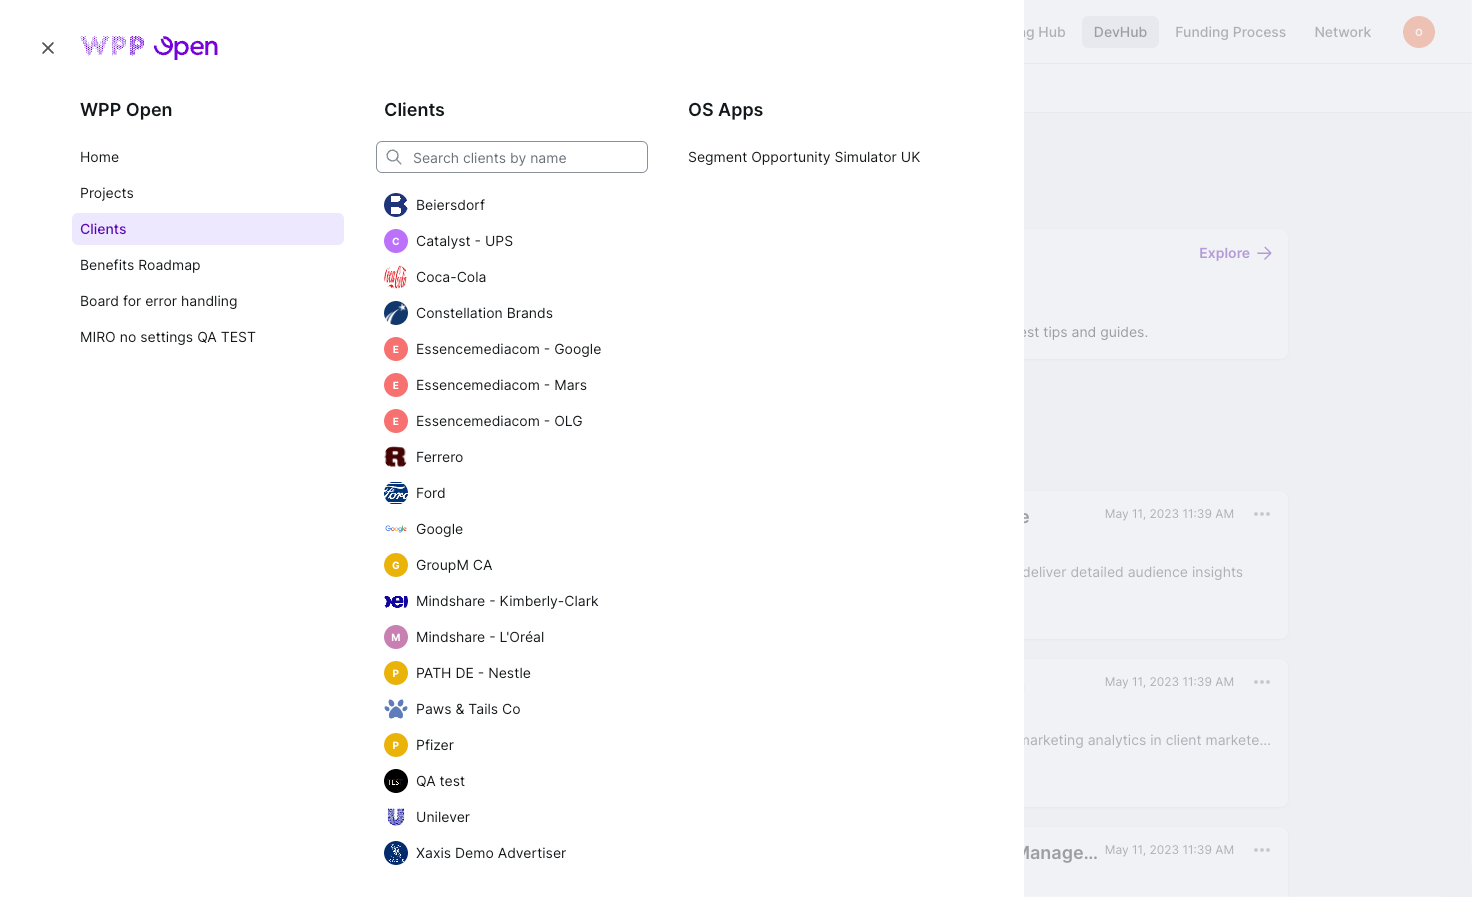 WPP Open
ng Hub
DevHub
Funding Process
Network
O
WPP Open
Home
Projects
Clients
Benefits Roadmap
Board for error handling
MIRO no settings QA TEST
Clients
Search clients by name
Beiersdorf
C Catalyst - UPS
Coca-Cola
Constellation Brands
E Essencemediacom - Google
E Essencemediacom - Mars
E Essencemediacom - OLG
Ferrero
Ford Ford
Google Google
G GroupM CA
Mindshare - Kimberly-Clark
M Mindshare - L'Oréal
P PATH DE - Nestle
Paws & Tails Co
P Pfizer
QA test
Unilever
Xaxis Demo Advertiser
OS Apps
Segment Opportunity Simulator UK
Explore
est tips and guides.
e
May 11, 2023 11:39 AM
deliver detailed audience insights
May 11, 2023 11:39 AM
marketing analytics in client markete...
Manage...
May 11, 2023 11:39 AM